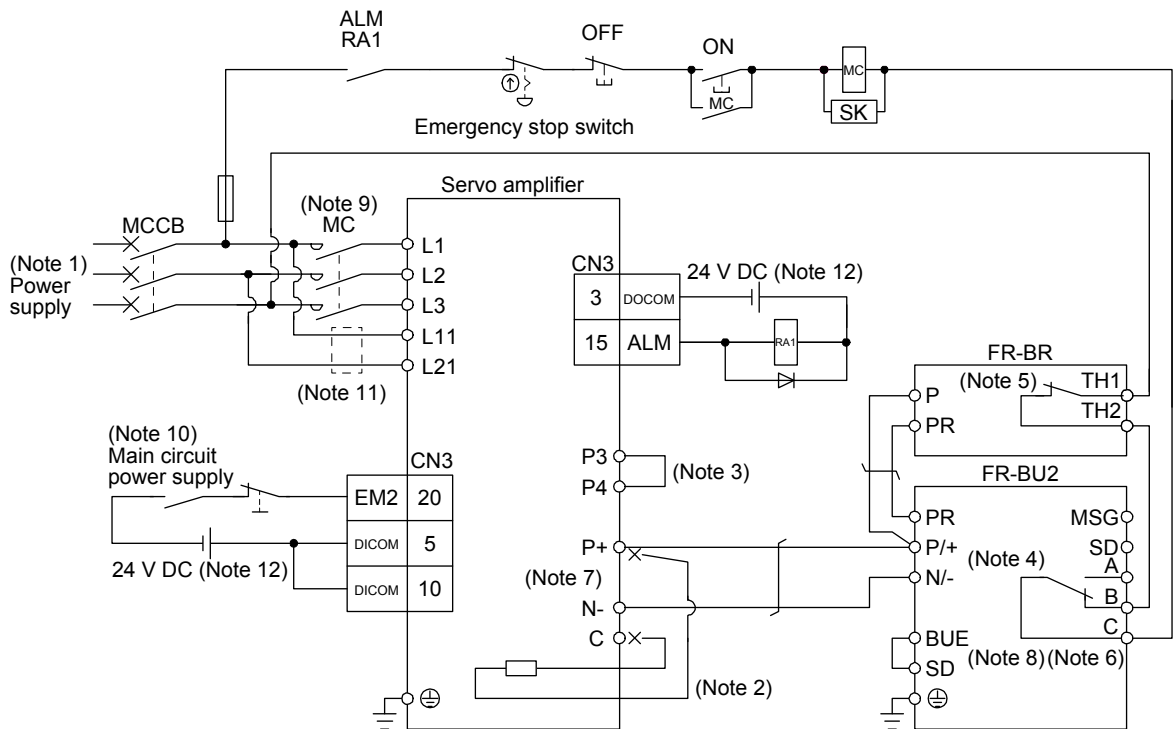 ALM
RA1
OFF
ON
MC
MC
SK
Emergency stop switch
Servo amplifier
(Note 9)
MC
MCCB
(Note 1)
Power
supply
L1
L2
L3
L11
L21
(Note 11)
CN3
24 V DC (Note 12)
3
DOCOM
15
ALM
RA1
FR-BR
(Note 5)
P
TH1
TH2
PR
(Note 10)
Main circuit
power supply
CN3
EM2
20
DICOM
5
DICOM
10
24 V DC (Note 12)
P3
P4
(Note 3)
P+
(Note 7)
N-
C
(Note 2)
FR-BU2
PR
MSG
P/+
SD
A
N/-
(Note 4)
B
C
BUE
(Note 8)(Note 6)
SD